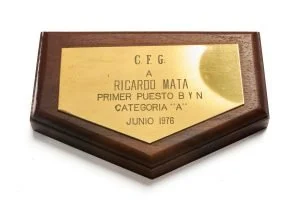 C.F.G.
A
RICARDO MATA
PRIMER PUESTO B Y N
CATEGORIA "A"
JUNIO 1976